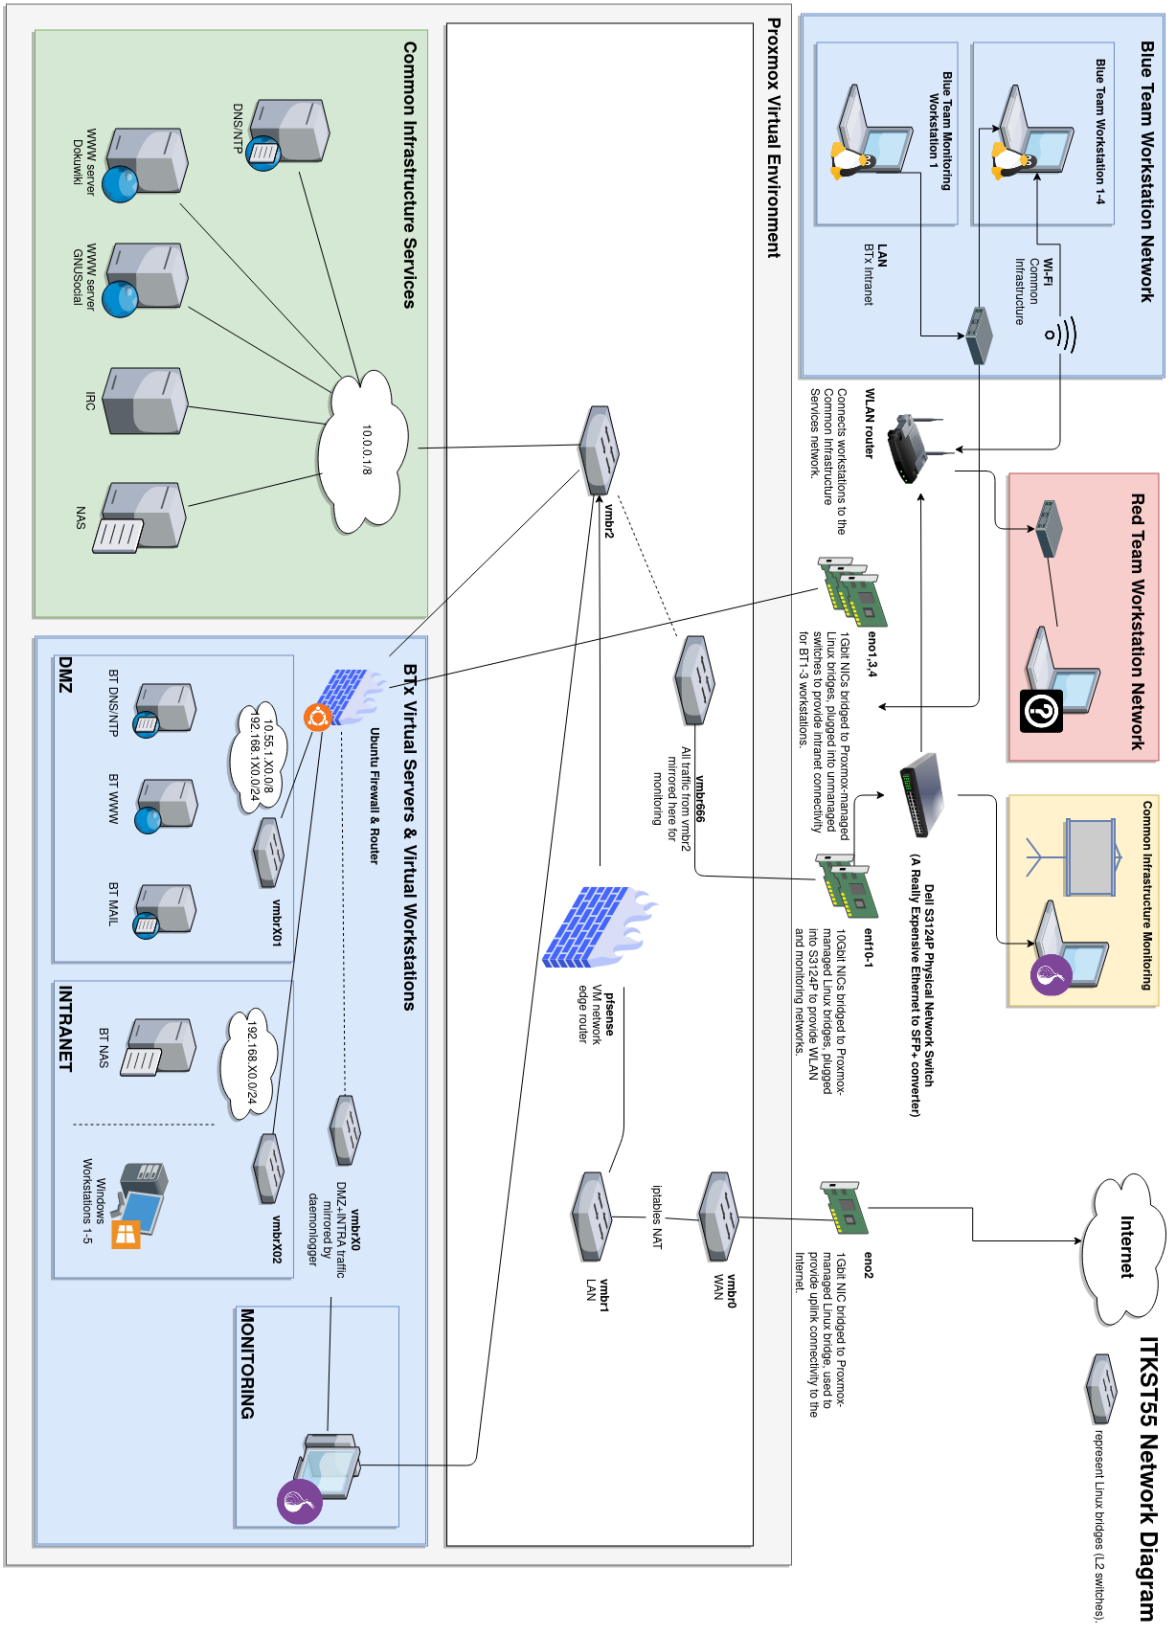 ITKST55 Network Diagram
represent Linux bridges (L2 switches).
Internet
Blue Team Workstation Network
Blue Team Workstation 1-4
Blue Team Monitoring
Workstation 1
Wi-Fi
Common
Infrastructure
LAN
BTx Intranet
Red Team Workstation Network
Common Infrastructure Monitoring
WLAN router
Connects workstations to the
Common Infrastructure
Services network.
Dell S3124P Physical Network Switch
(A Really Expensive Ethernet to SFP+ converter)
eno1,3,4
1Gbit NICs bridged to Proxmox-managed
Linux bridges, plugged into unmanaged
switches to provide intranet connectivity
for BT1-3 workstations.
enf10-1
10Gbit NICs bridged to Proxmox-
managed Linux bridges, plugged
into S3124P to provide WLAN
and monitoring networks.
eno2
1Gbit NIC bridged to Proxmox-
managed Linux bridge, used to
provide uplink connectivity to the
Internet.
Proxmox Virtual Environment
vmbr2
vmbr666
All traffic from vmbr2
mirrored here for
monitoring
pfsense
VM network
edge router
vmbr0
WAN
iptables NAT
vmbr1
LAN
Common Infrastructure Services
10.0.0.1/8
DNS/NTP
WWW server
Dokuwiki
WWW server
GNUSocial
IRC
NAS
BTx Virtual Servers & Virtual Workstations
Ubuntu Firewall & Router
vmbrX0
DMZ+INTRA traffic
mirrored by
daemonlogger
DMZ
10.55.1.X0.0/8
192.168.1X0.0/24
vmbrX01
BT DNS/NTP
BT WWW
BT MAIL
INTRANET
192.168.X0.0/24
vmbrX02
BT NAS
Windows
Workstations 1-5
MONITORING